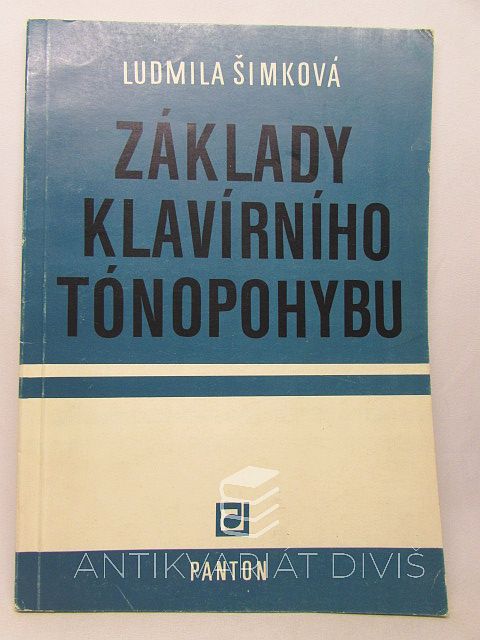 LUDMILA ŠIMKOVÁ
ZÁKLADY
KLAVÍRNÍHO
TÓNOPOHYBU
PANTON
ANTIKVARIÁT DIVIŠ